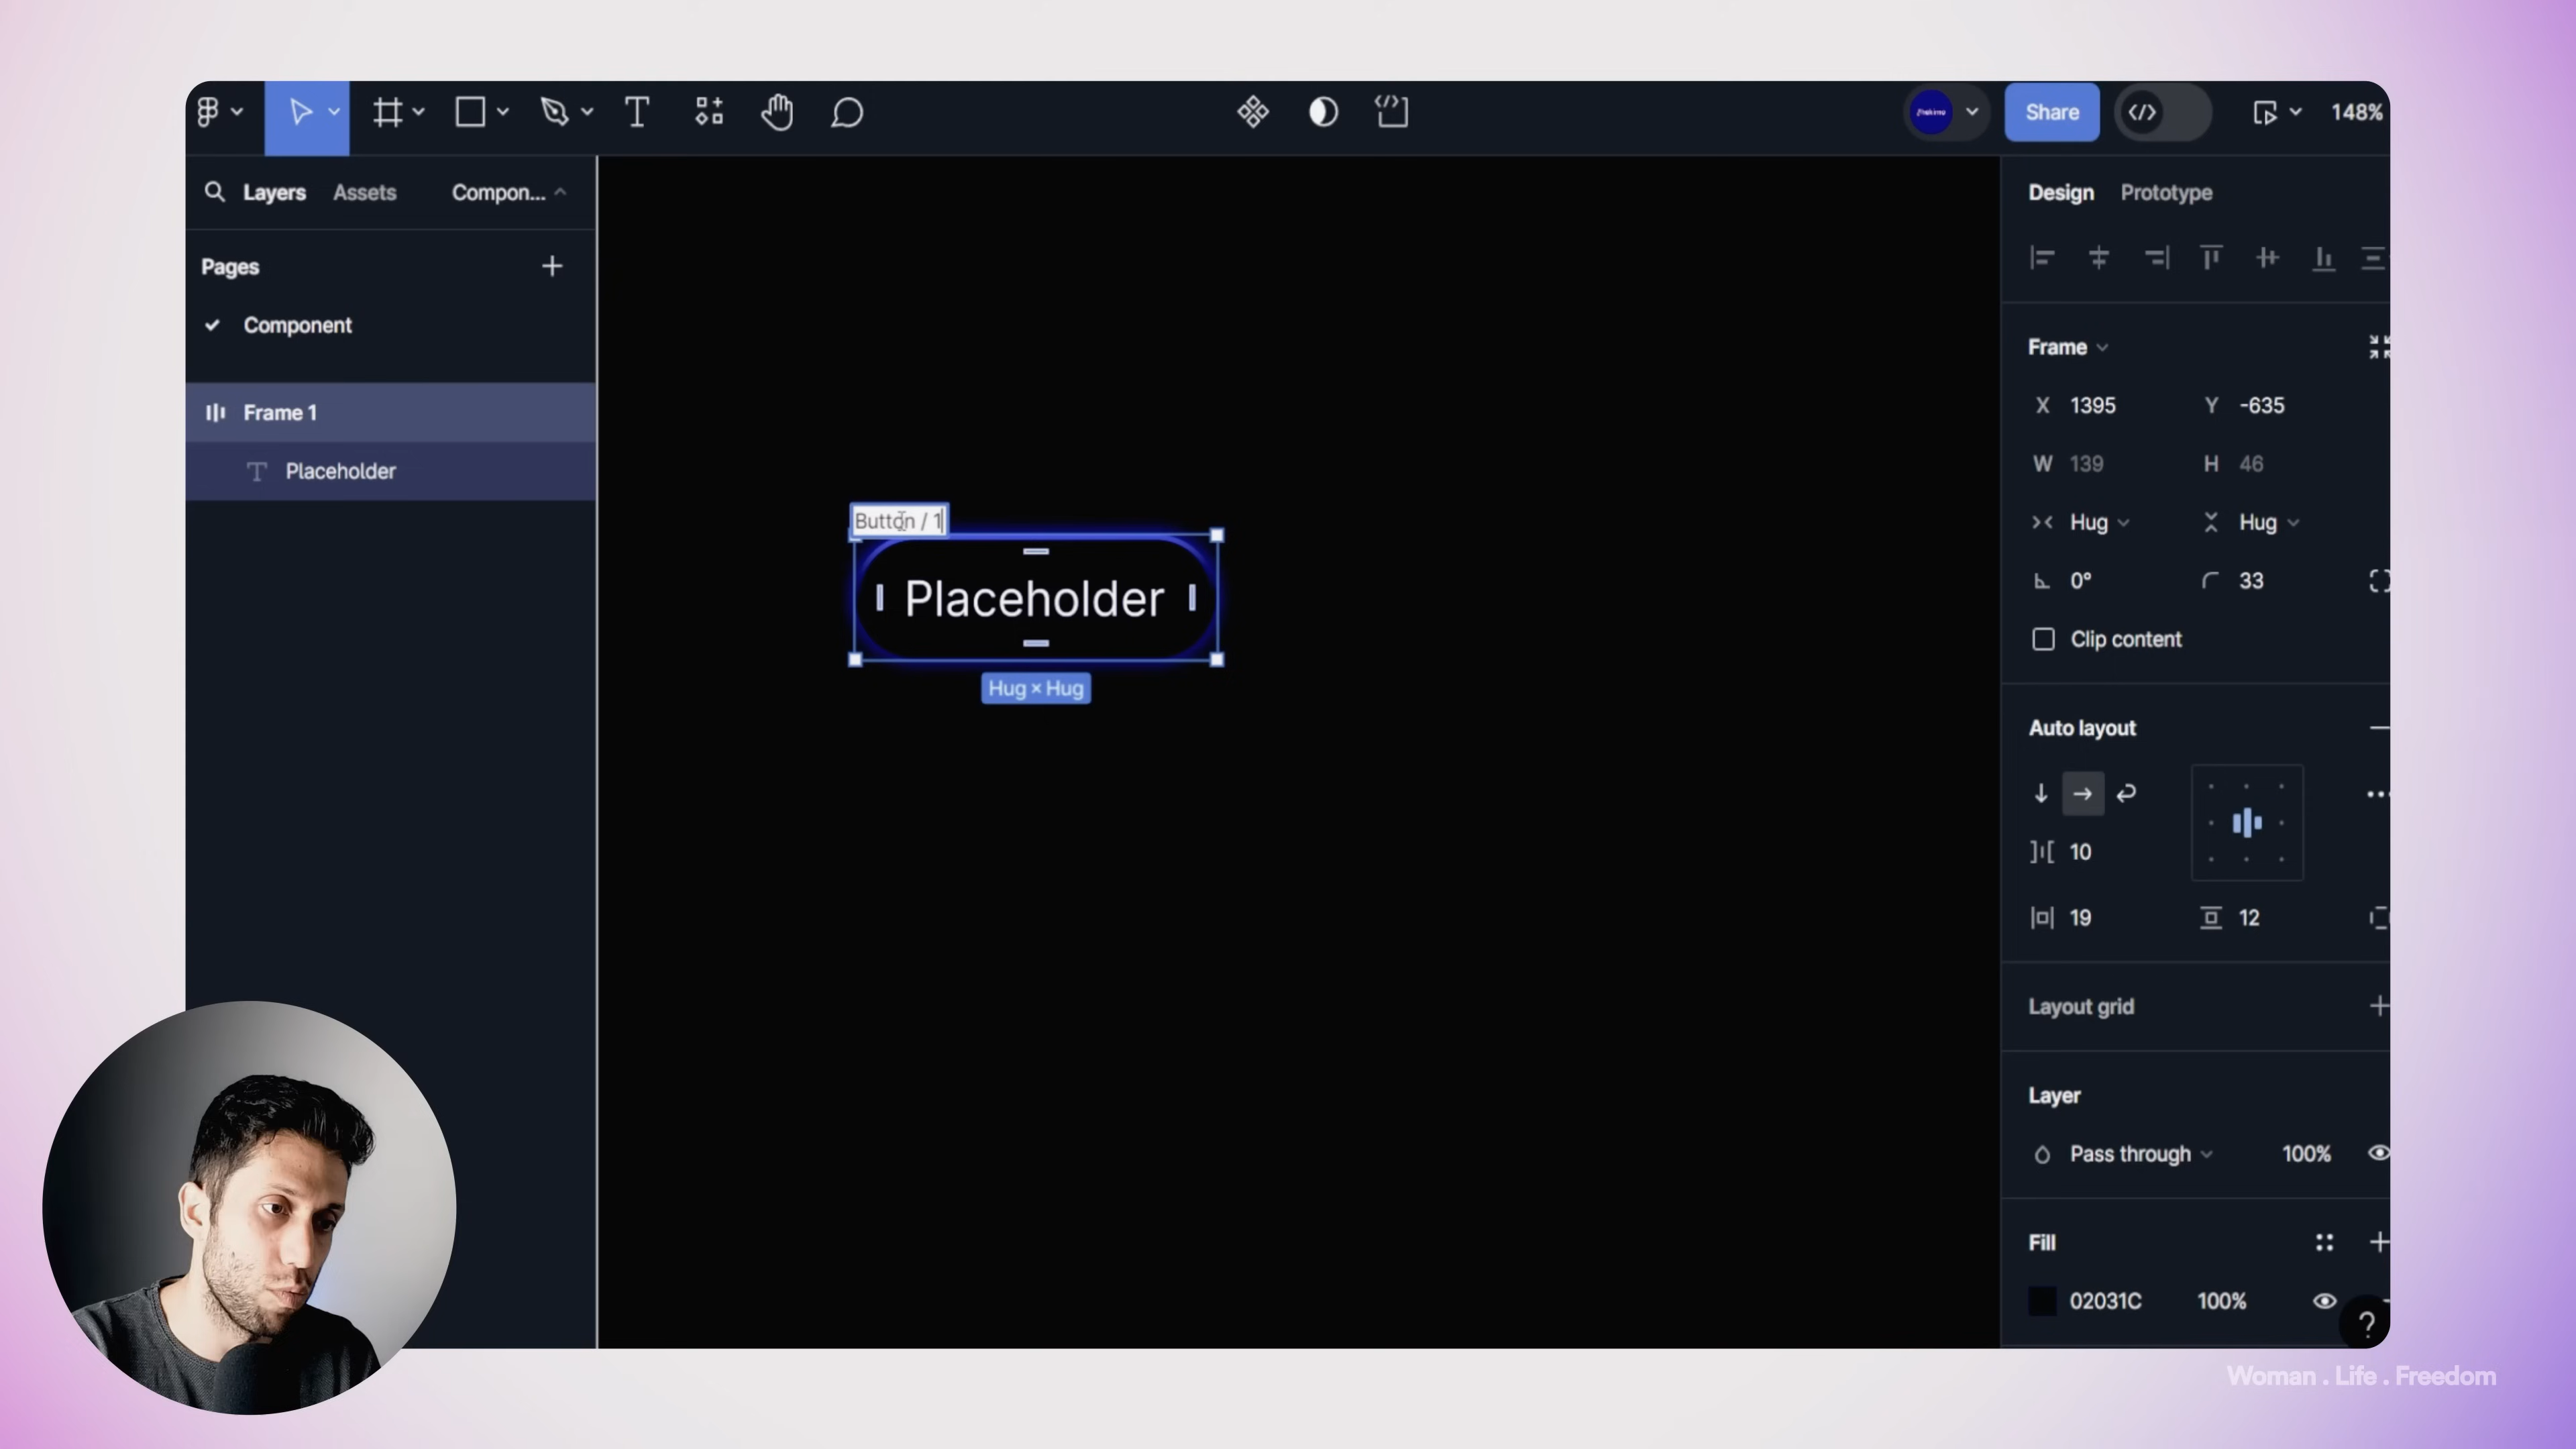 Share
148%
Layers Assets Compon...
Pages
Component
Frame 1
Placeholder
Button / 1
Placeholder
Hug × Hug
Design Prototype
Frame
X 1395 Y -635
W 139 H 46
Hug Hug
0° 33
Clip content
Auto layout
10
19 12
Layout grid
Layer
Pass through 100%
Fill
02031C 100%
?
Woman . Life . Freedom